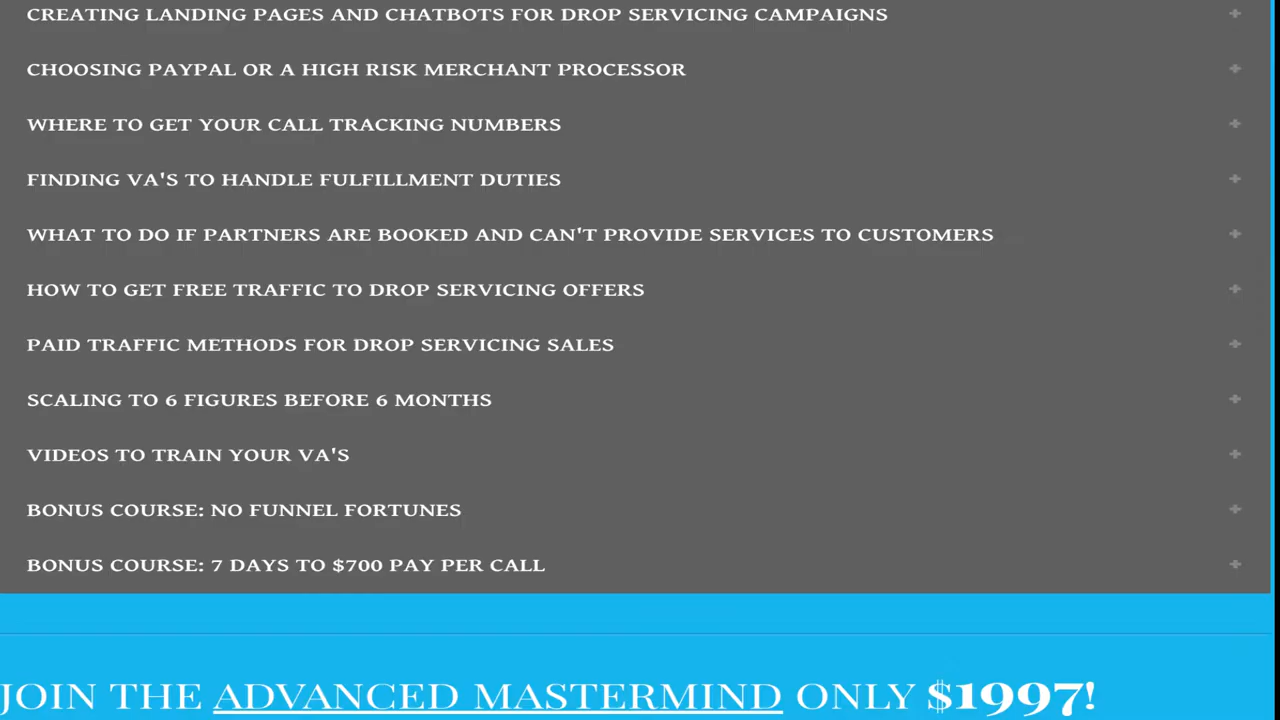 CREATING LANDING PAGES AND CHATBOTS FOR DROP SERVICING CAMPAIGNS
CHOOSING PAYPAL OR A HIGH RISK MERCHANT PROCESSOR
WHERE TO GET YOUR CALL TRACKING NUMBERS
FINDING VA'S TO HANDLE FULFILLMENT DUTIES
WHAT TO DO IF PARTNERS ARE BOOKED AND CAN'T PROVIDE SERVICES TO CUSTOMERS
HOW TO GET FREE TRAFFIC TO DROP SERVICING OFFERS
PAID TRAFFIC METHODS FOR DROP SERVICING SALES
SCALING TO 6 FIGURES BEFORE 6 MONTHS
VIDEOS TO TRAIN YOUR VA'S
BONUS COURSE: NO FUNNEL FORTUNES
BONUS COURSE: 7 DAYS TO $700 PAY PER CALL
JOIN THE ADVANCED MASTERMIND ONLY $1997!